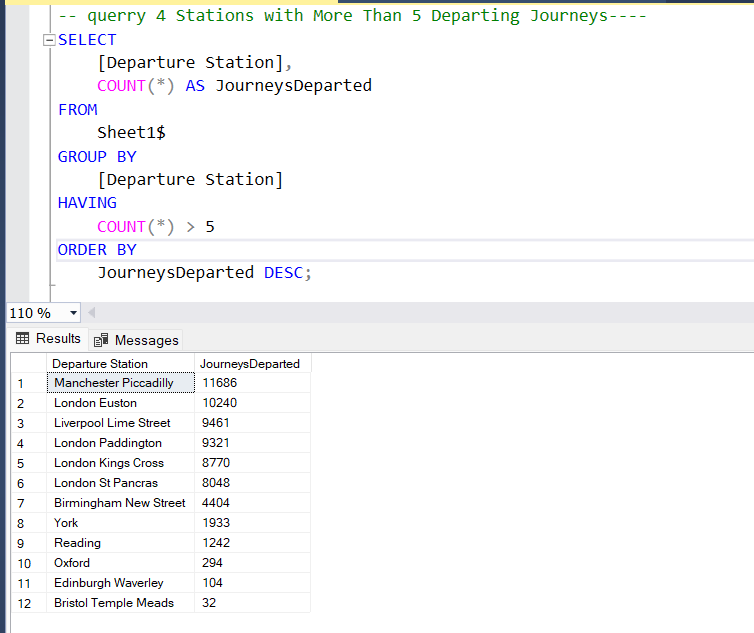 -- querry 4 Stations with More Than 5 Departing Journeys----
SELECT
[Departure Station],
COUNT(*) AS JourneysDeparted
FROM
Sheet1$
GROUP BY
[Departure Station]
HAVING
COUNT(*) > 5
ORDER BY
JourneysDeparted DESC;
110 %
Results Messages
Departure Station JourneysDeparted
1 Manchester Piccadilly 11686
2 London Euston 10240
3 Liverpool Lime Street 9461
4 London Paddington 9321
5 London Kings Cross 8770
6 London St Pancras 8048
7 Birmingham New Street 4404
8 York 1933
9 Reading 1242
10 Oxford 294
11 Edinburgh Waverley 104
12 Bristol Temple Meads 32